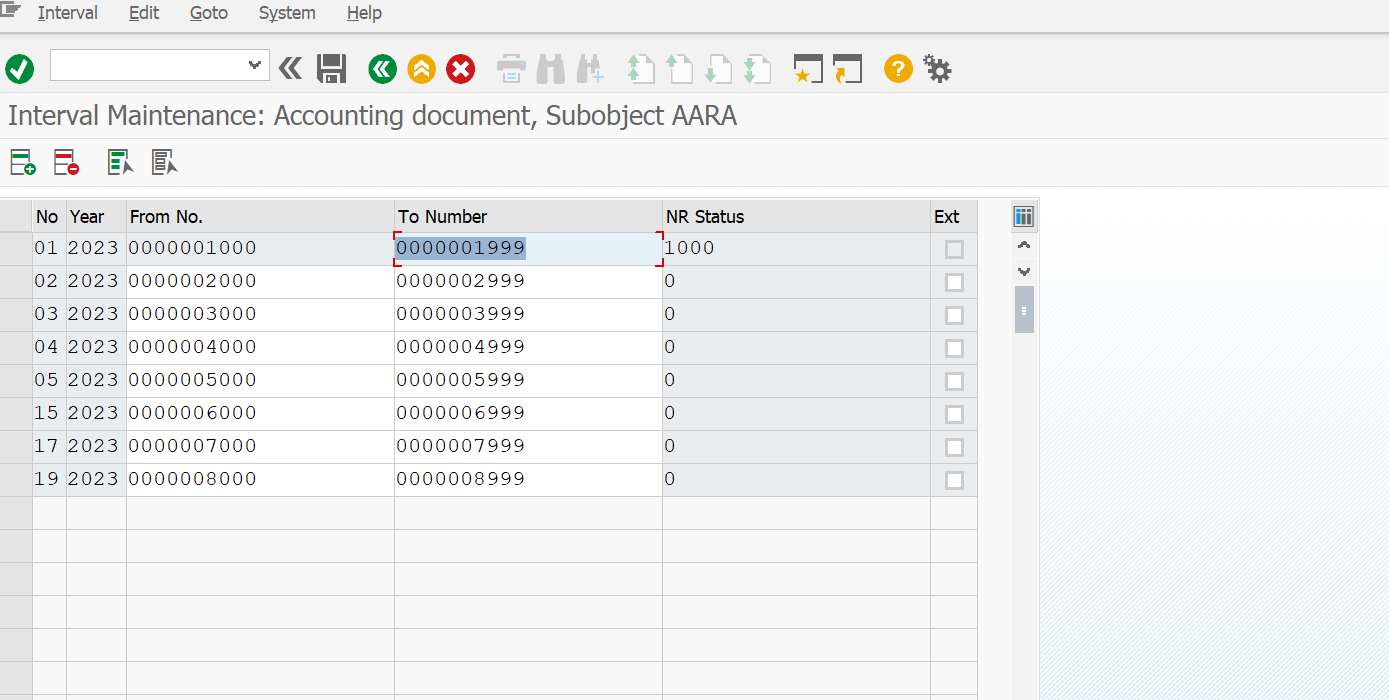 Interval Edit Goto System Help
Interval Maintenance: Accounting document, Subobject AARA
No Year From No. To Number NR Status Ext
01 2023 0000001000 0000001999 1000
02 2023 0000002000 0000002999 0
03 2023 0000003000 0000003999 0
04 2023 0000004000 0000004999 0
05 2023 0000005000 0000005999 0
15 2023 0000006000 0000006999 0
17 2023 0000007000 0000007999 0
19 2023 0000008000 0000008999 0